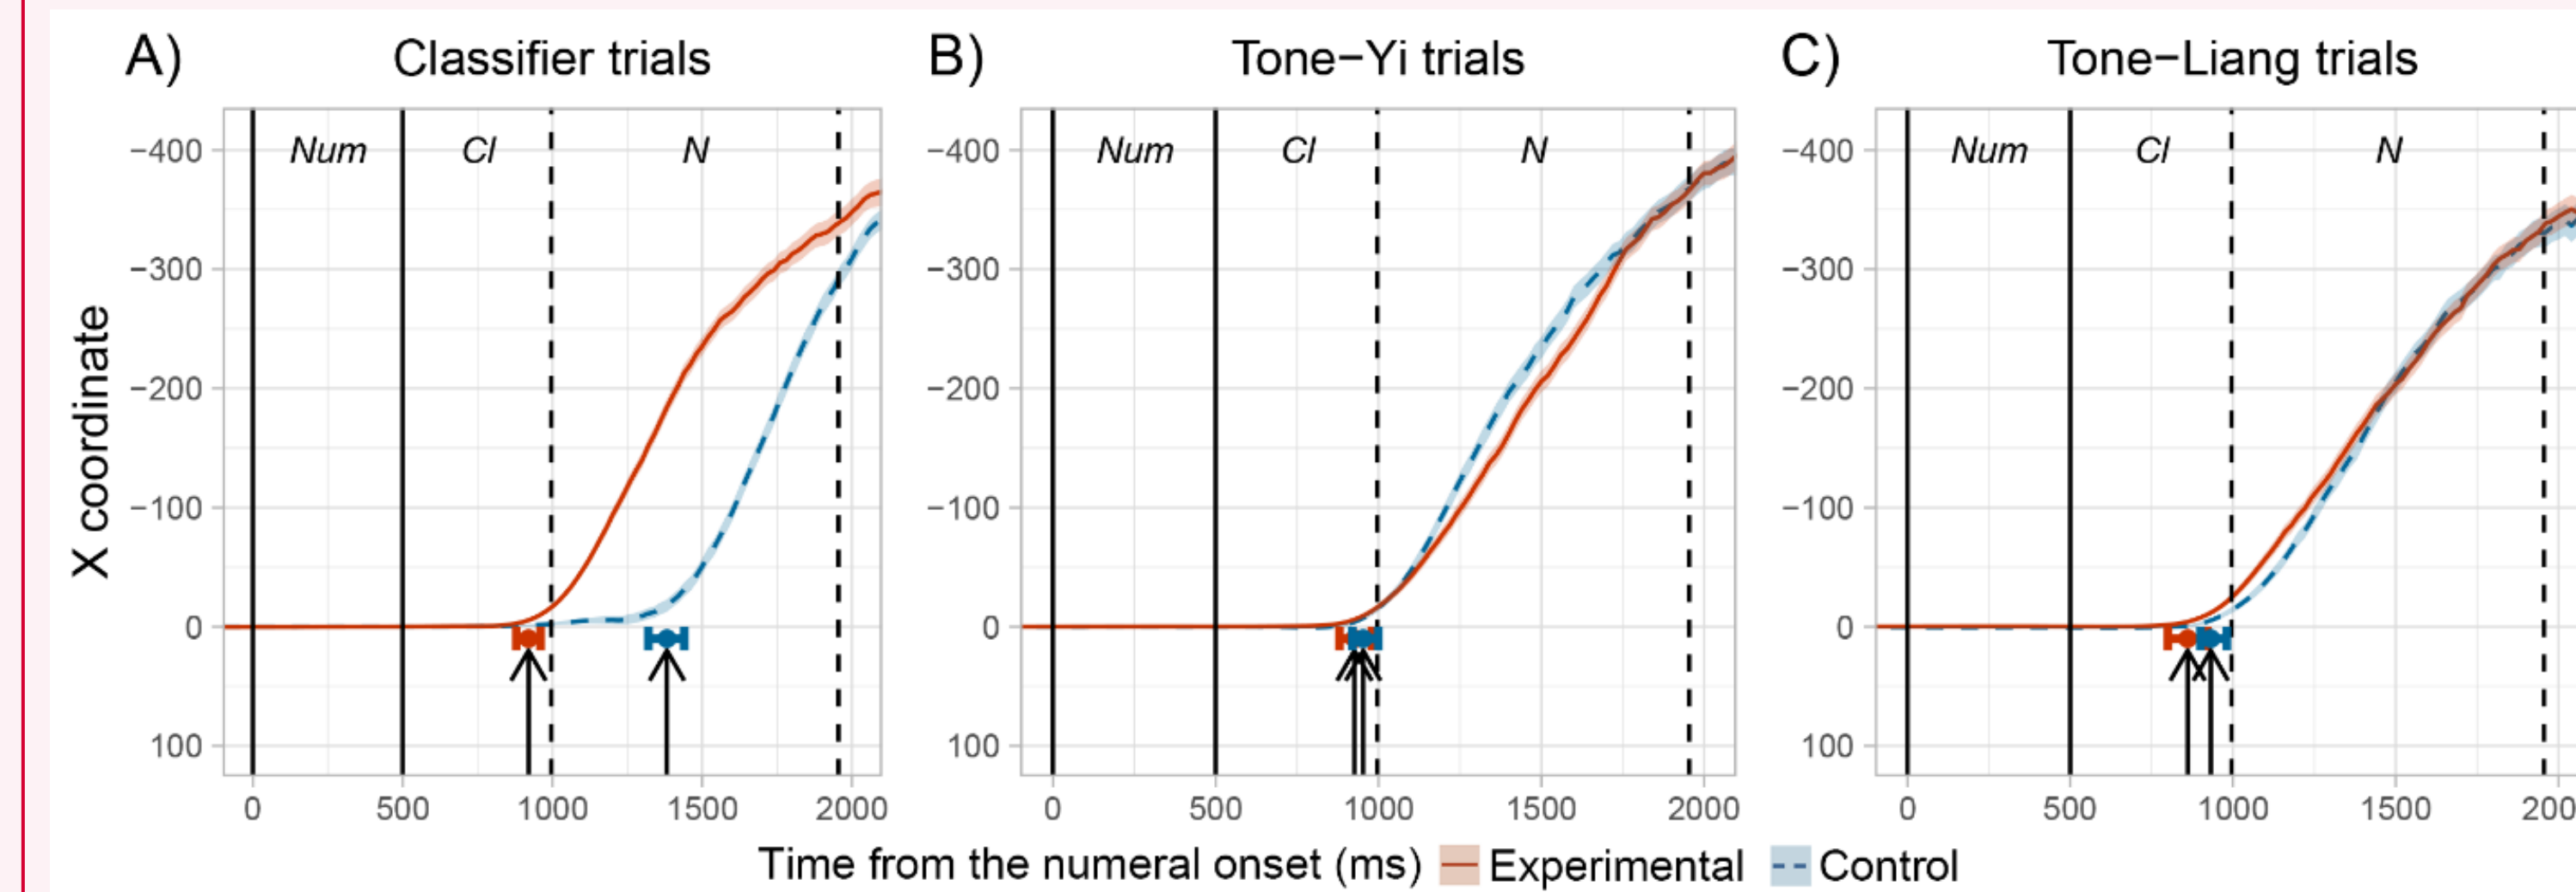 A) Classifier trials
B) Tone−Yi trials
C) Tone−Liang trials
X coordinate
−400
−300
−200
−100
0
100
Num Cl N
0 500 1000 1500 2000
−400
−300
−200
−100
0
100
Num Cl N
0 500 1000 1500 2000
−400
−300
−200
−100
0
100
Num Cl N
0 500 1000 1500 200
Time from the numeral onset (ms) Experimental Control